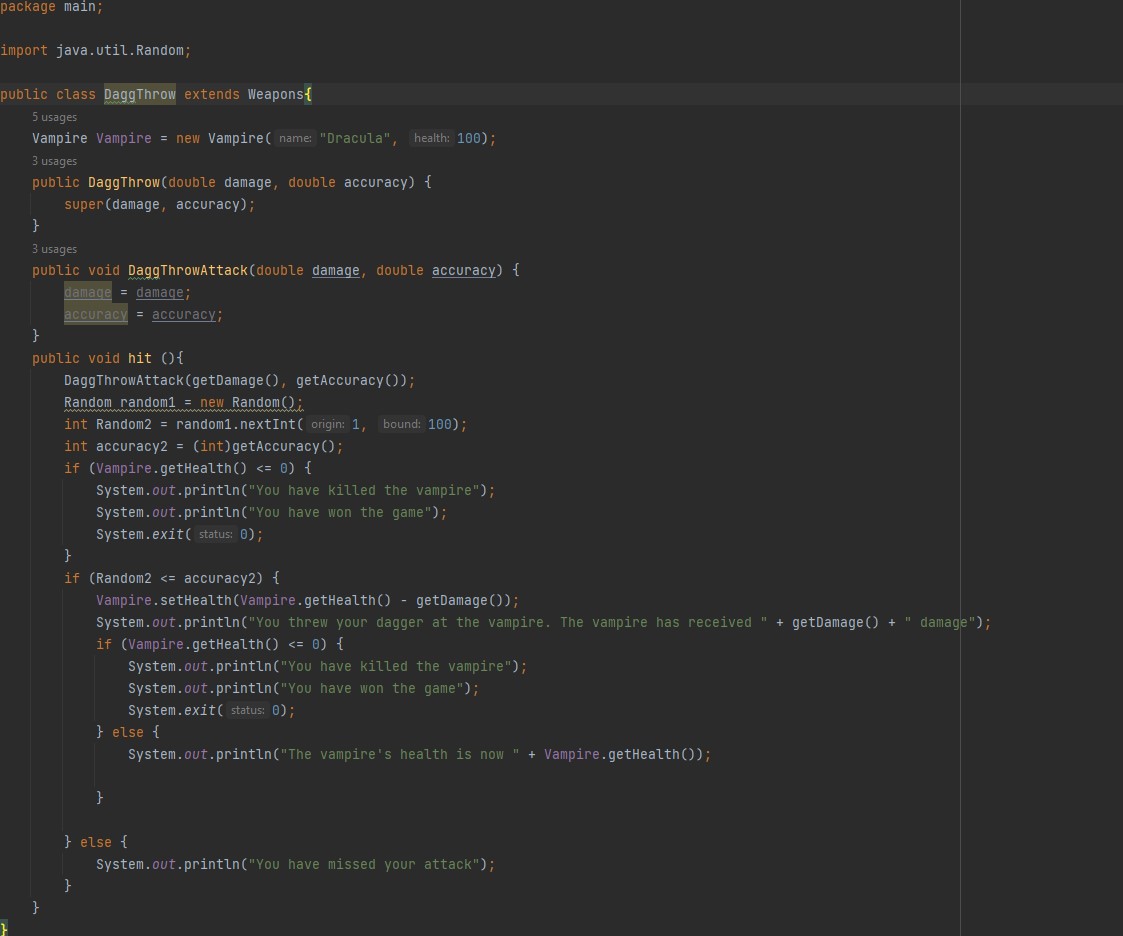 package main;
import java.util.Random;
public class DaggThrow extends Weapons{
5 usages
Vampire Vampire = new Vampire( name: "Dracula", health: 100);
3 usages
public DaggThrow(double damage, double accuracy) {
super(damage, accuracy);
}
3 usages
public void DaggThrowAttack(double damage, double accuracy) {
damage = damage;
accuracy = accuracy;
}
public void hit (){
DaggThrowAttack(getDamage(), getAccuracy());
Random random1 = new Random();
int Random2 = random1.nextInt( origin: 1, bound: 100);
int accuracy2 = (int)getAccuracy();
if (Vampire.getHealth() <= 0) {
System.out.println("You have killed the vampire");
System.out.println("You have won the game");
System.exit( status: 0);
}
if (Random2 <= accuracy2) {
Vampire.setHealth(Vampire.getHealth() - getDamage());
System.out.println("You threw your dagger at the vampire. The vampire has received " + getDamage() + " damage");
if (Vampire.getHealth() <= 0) {
System.out.println("You have killed the vampire");
System.out.println("You have won the game");
System.exit( status: 0);
} else {
System.out.println("The vampire's health is now " + Vampire.getHealth());
}
} else {
System.out.println("You have missed your attack");
}
}
}